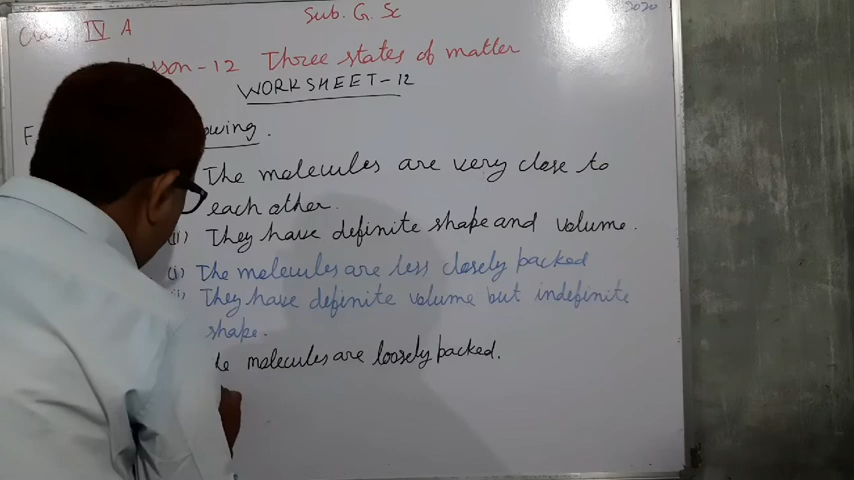 Sub. G. Sc
2020
Class IV A
Lesson-12 Three states of matter
WORKSHEET-12
The molecules are very close to
each other.
(ii) They have definite shape and volume.
(i) The molecules are less closely packed
(ii) They have definite volume but indefinite
shape.
molecules are loosely packed.